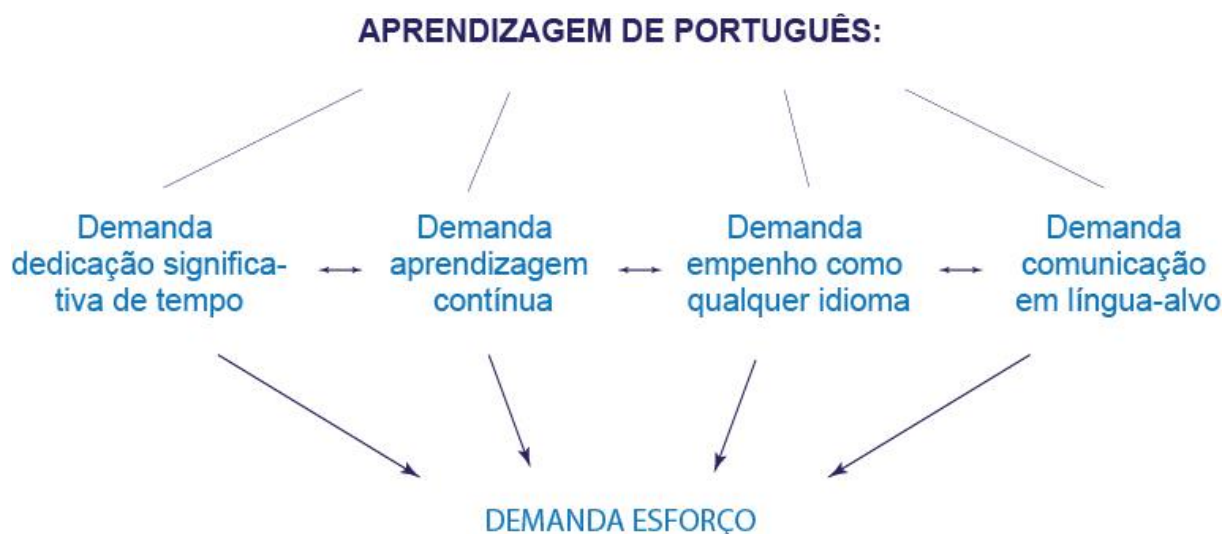 APRENDIZAGEM DE PORTUGUÊS:
Demanda
dedicação significa-
tiva de tempo
Demanda
aprendizagem
contínua
Demanda
empenho como
qualquer idioma
Demanda
comunicação
em língua-alvo
DEMANDA ESFORÇO